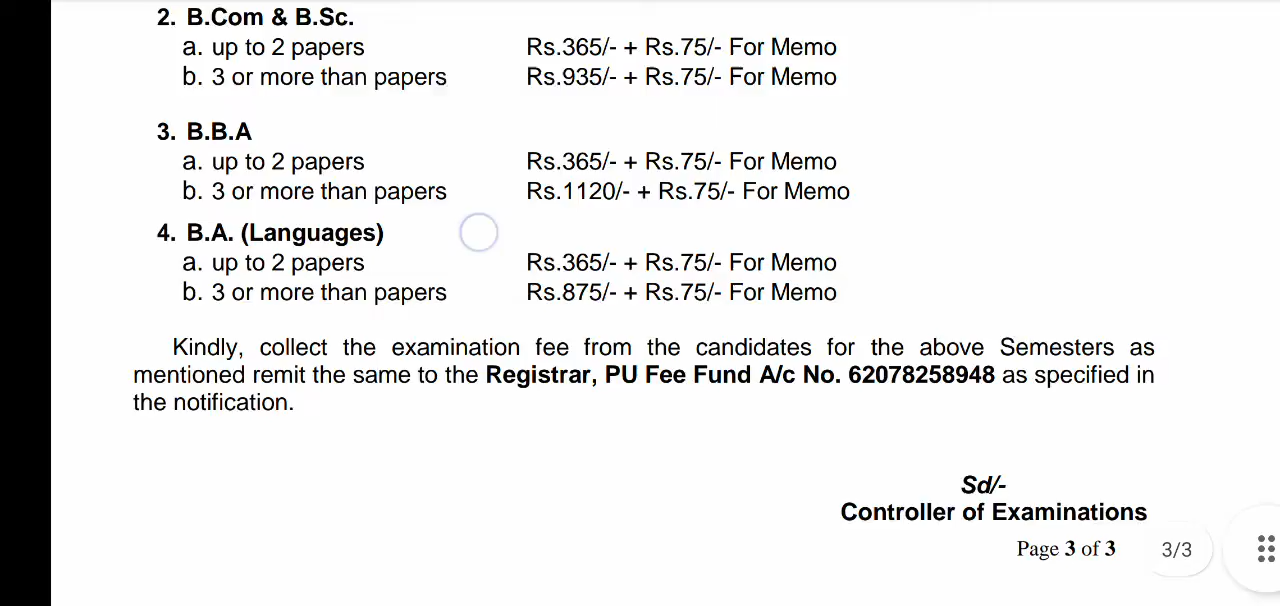 2. B.Com & B.Sc.
a. up to 2 papers Rs.365/- + Rs.75/- For Memo
b. 3 or more than papers Rs.935/- + Rs.75/- For Memo
3. B.B.A
a. up to 2 papers Rs.365/- + Rs.75/- For Memo
b. 3 or more than papers Rs.1120/- + Rs.75/- For Memo
4. B.A. (Languages)
a. up to 2 papers Rs.365/- + Rs.75/- For Memo
b. 3 or more than papers Rs.875/- + Rs.75/- For Memo
Kindly, collect the examination fee from the candidates for the above Semesters as
mentioned remit the same to the Registrar, PU Fee Fund A/c No. 62078258948 as specified in
the notification.
Sd/-
Controller of Examinations
Page 3 of 3
3/3